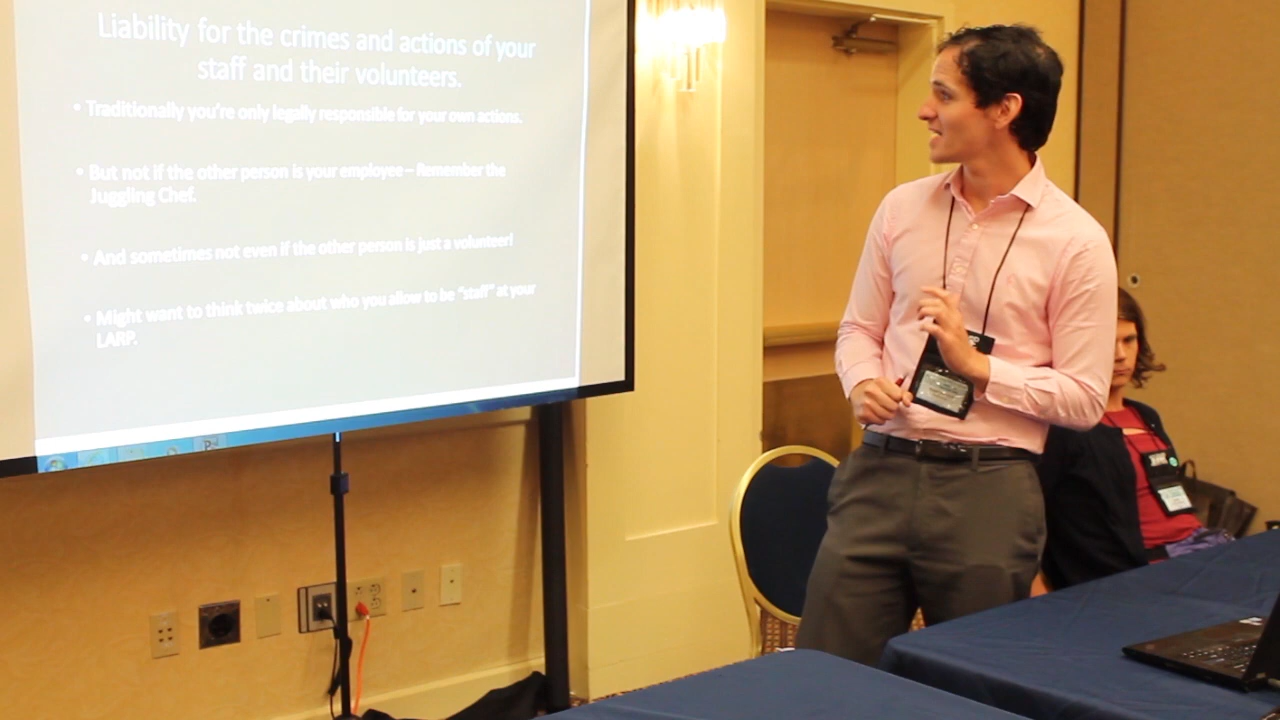 Liability for the crimes and actions of your
staff and their volunteers.
• Traditionally you're only legally responsible for your own actions.
• But not if the other person is your employee – Remember the
Juggling Chef.
• And sometimes not even if the other person is just a volunteer!
• Might want to think twice about who you allow to be "staff" at your
LARP.